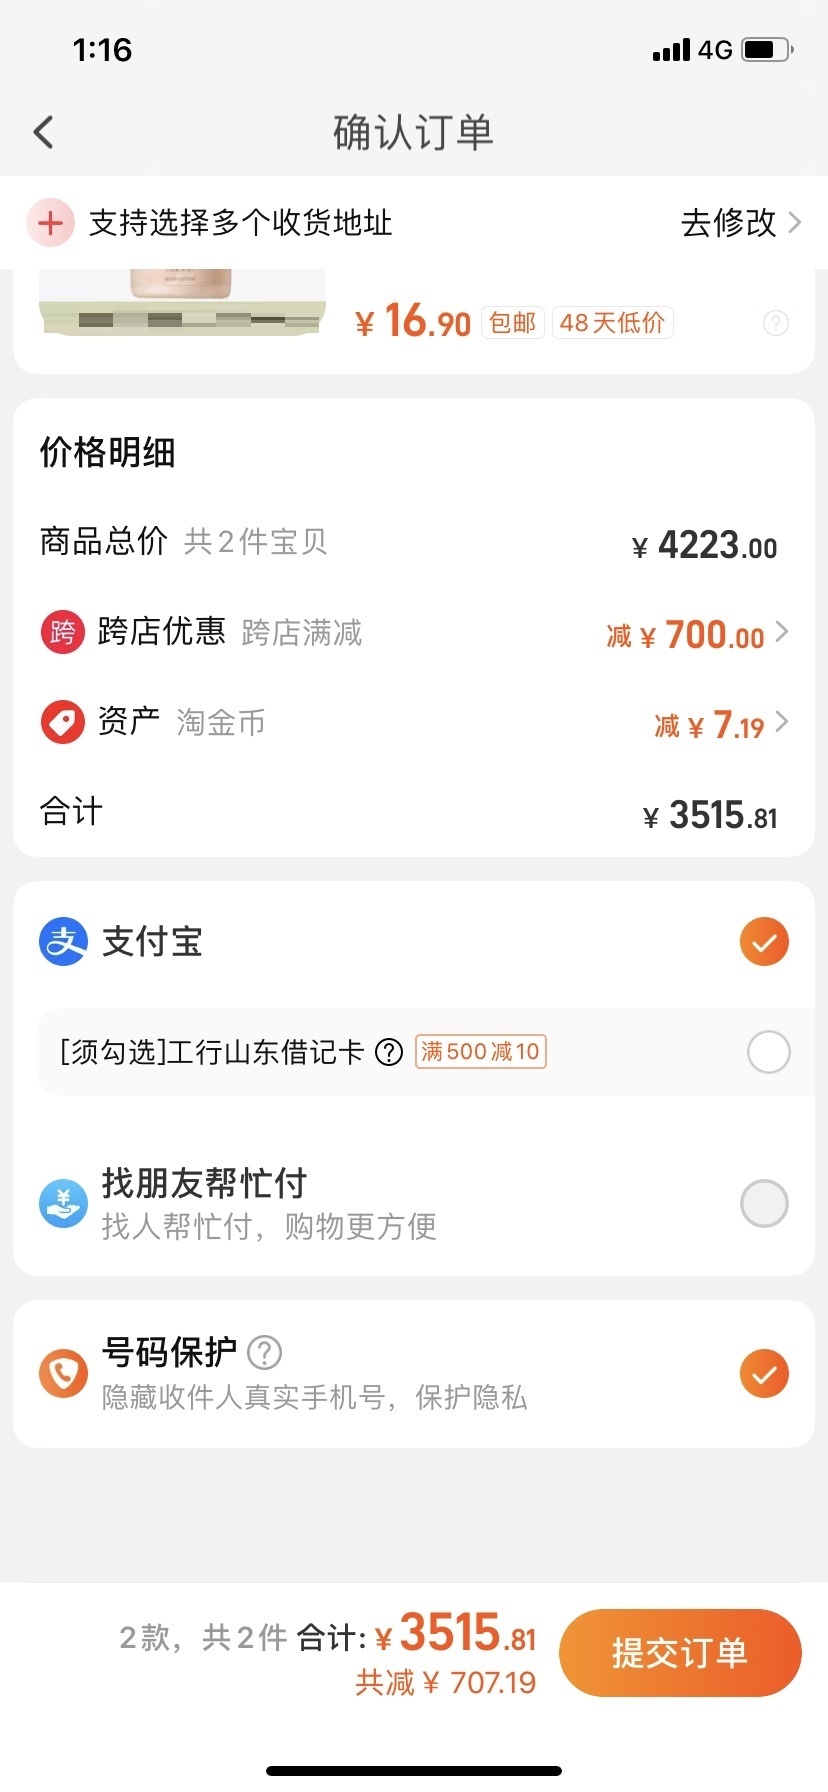 1:16
4G
确认订单
支持选择多个收货地址
去修改
¥ 16.90 包邮 48天低价
价格明细
商品总价 共2件宝贝
¥ 4223.00
跨 跨店优惠 跨店满减
减 ¥ 700.00
资产 淘金币
减 ¥ 7.19
合计
¥ 3515.81
支 支付宝
[须勾选]工行山东借记卡 ? 满500减10
找朋友帮忙付
找人帮忙付，购物更方便
号码保护 ?
隐藏收件人真实手机号，保护隐私
2款，共2件 合计: ¥ 3515.81
共减 ¥ 707.19
提交订单